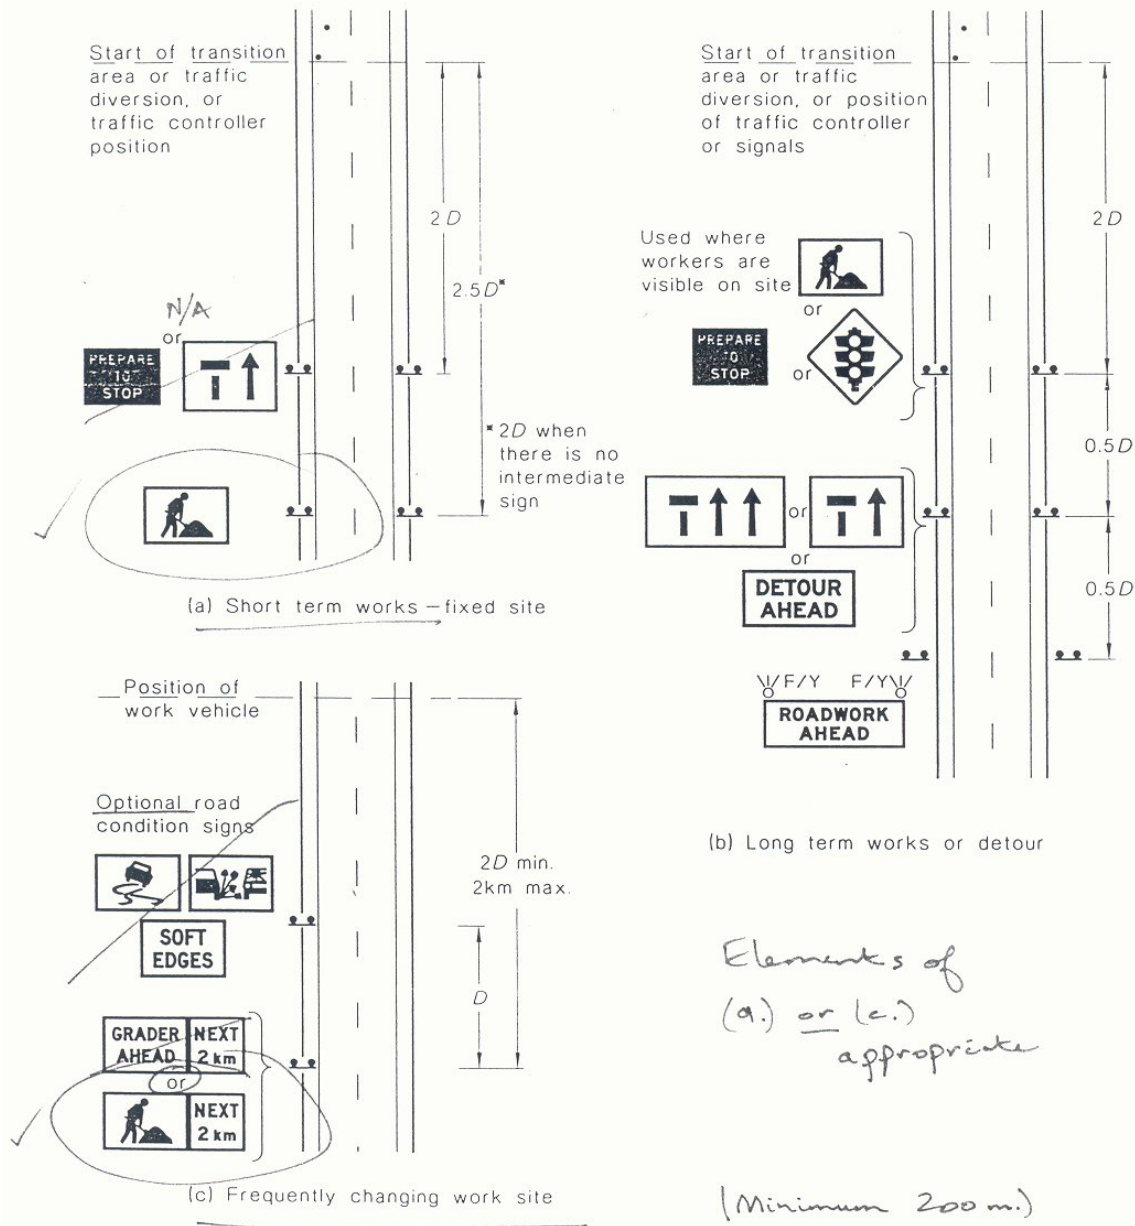 Start of transition
area or traffic
diversion, or
traffic controller
position
2D
2.5D*
N/A
or
PREPARE
TO
STOP
* 2D when
there is no
intermediate
sign
(a) Short term works – fixed site
Start of transition
area or traffic
diversion, or position
of traffic controller
or signals
2D
Used where
workers are
visible on site
or
PREPARE
TO
STOP
or
0.5D
or
or
DETOUR
AHEAD
0.5D
F/Y F/Y
ROADWORK
AHEAD
(b) Long term works or detour
Position of
work vehicle
Optional road
condition signs
2D min.
2km max.
SOFT
EDGES
D
GRADER AHEAD NEXT 2 km
or
NEXT
2 km
(c) Frequently changing work site
Elements of
(a.) or (c.)
appropriate
(Minimum 200 m.)